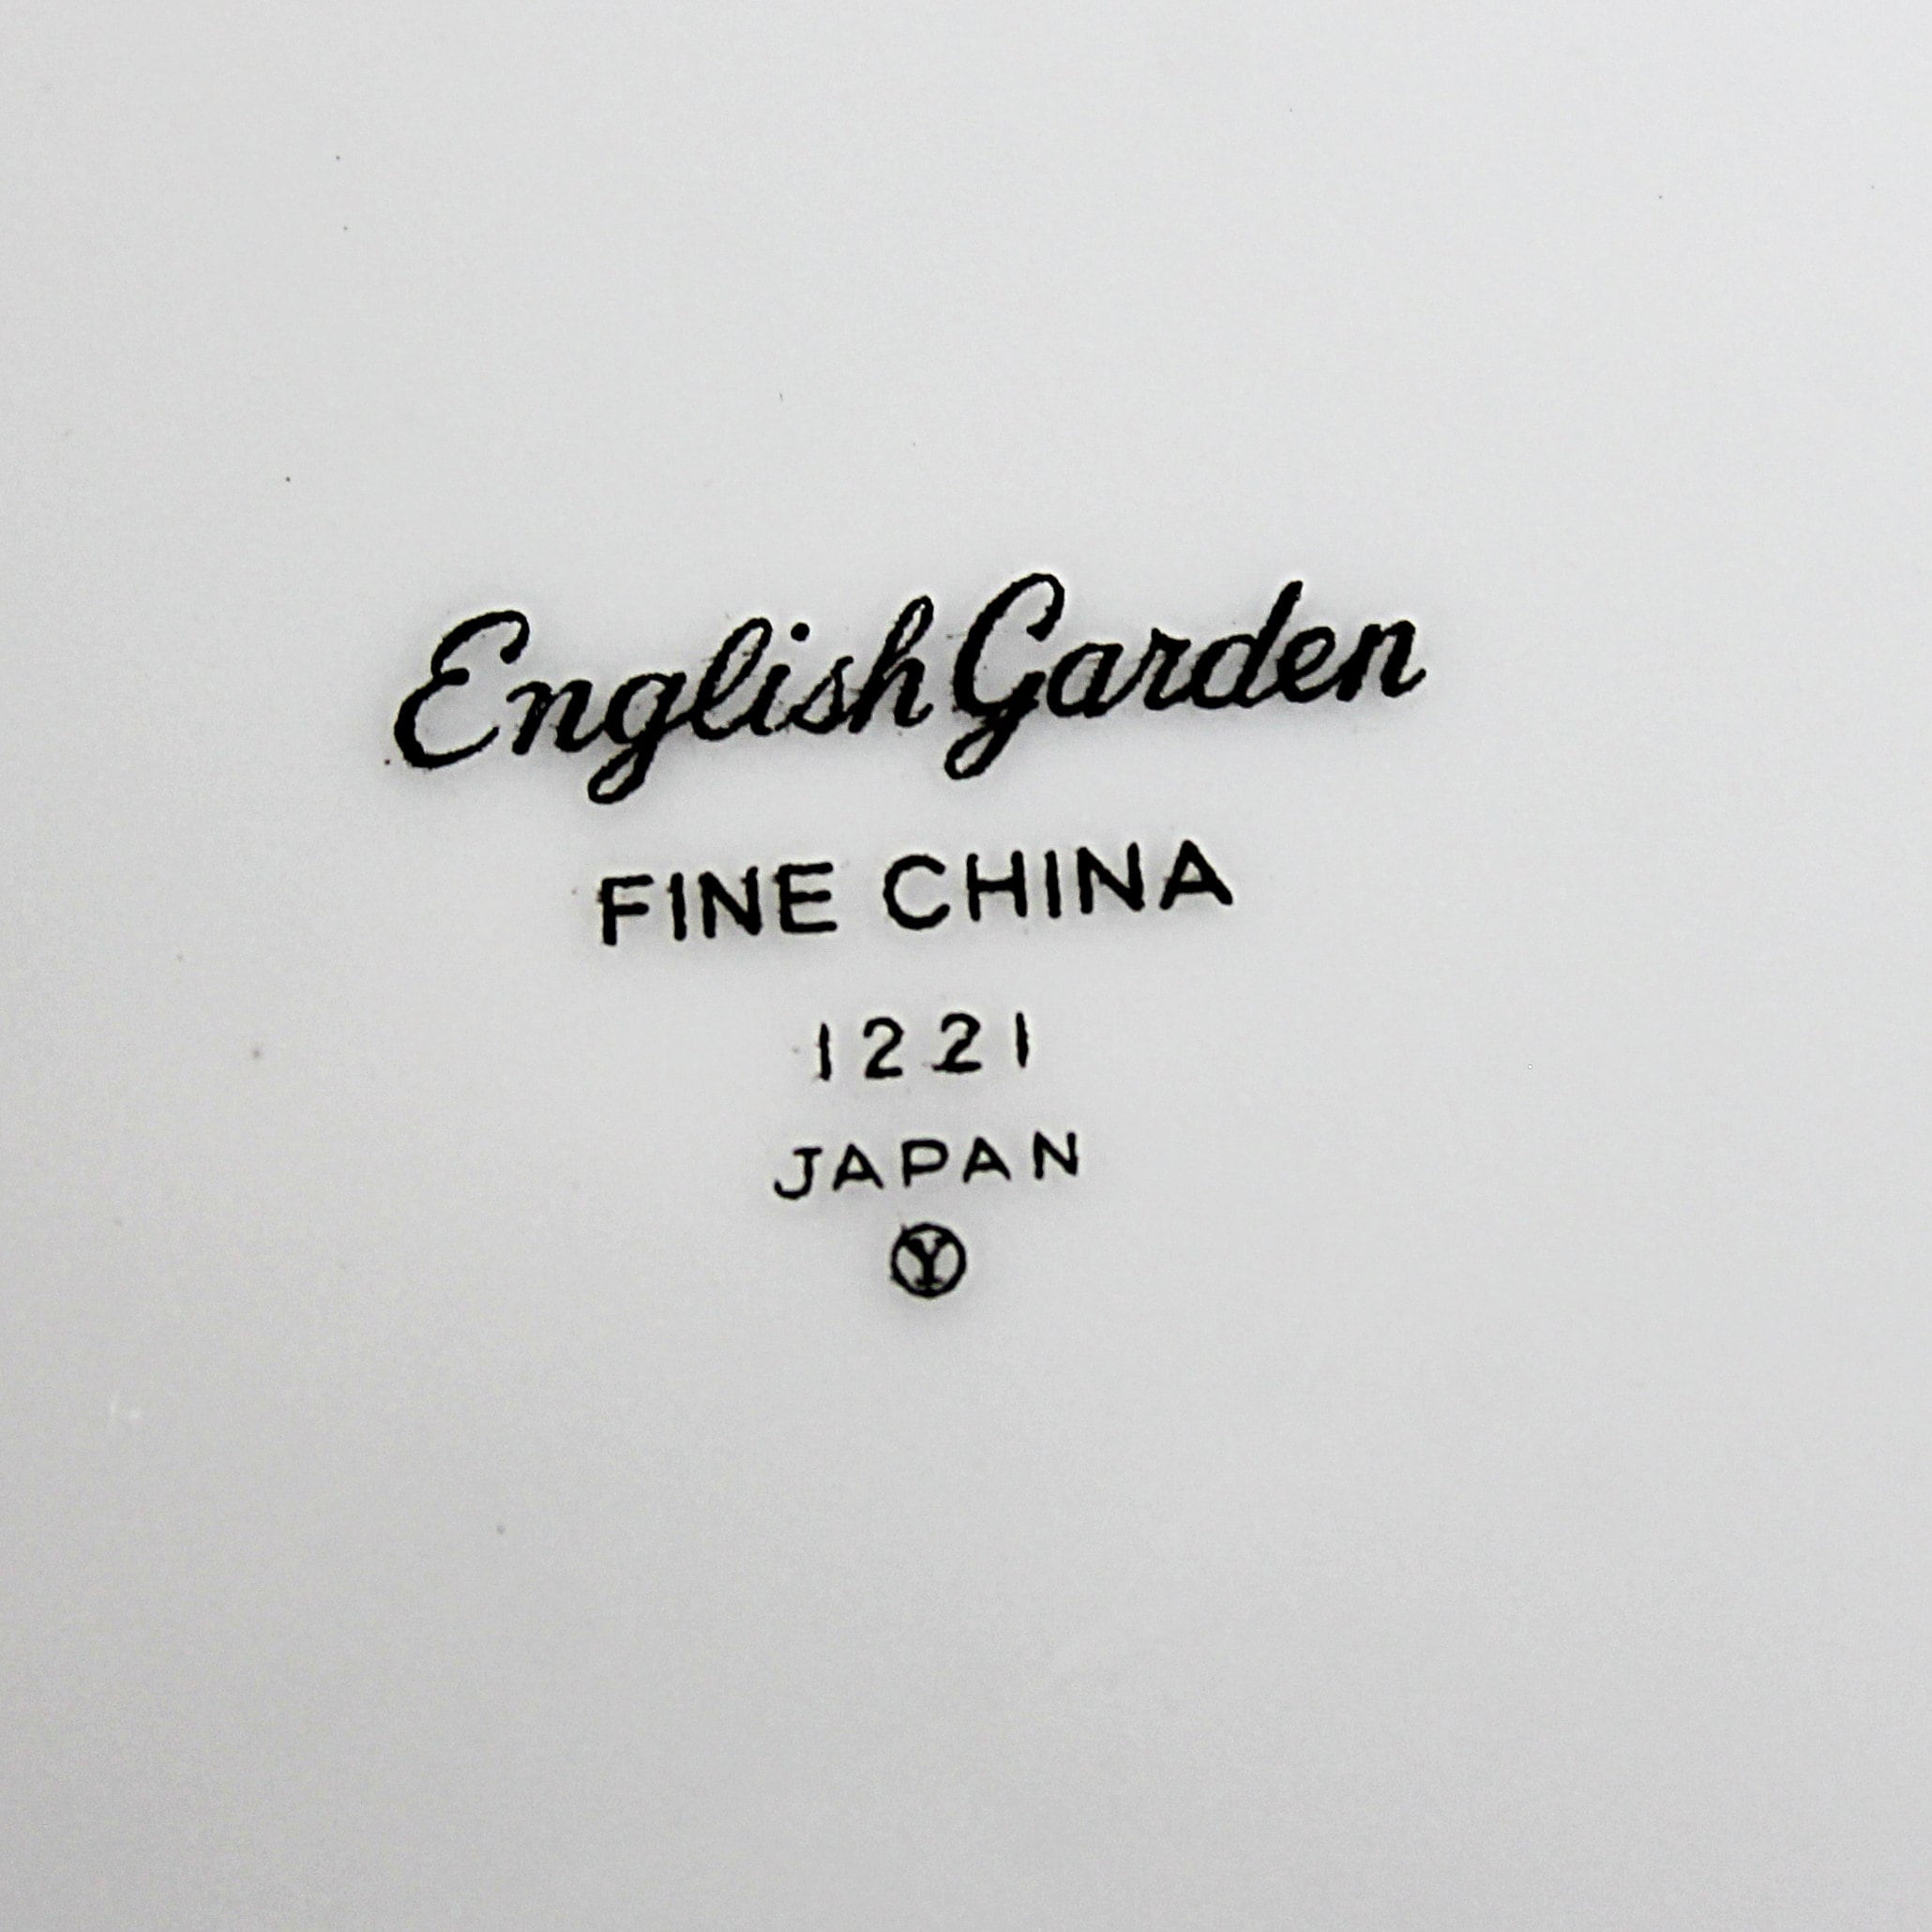 English Garden
FINE CHINA
1221
JAPAN
Y